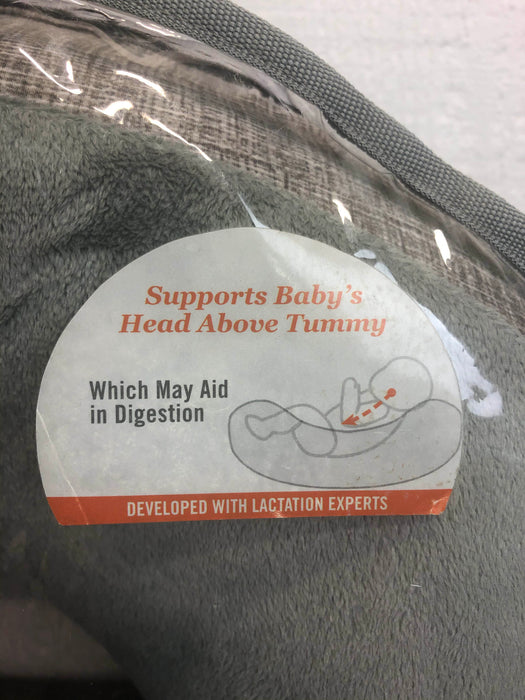 Supports Baby's
Head Above Tummy
Which May Aid
in Digestion
DEVELOPED WITH LACTATION EXPERTS